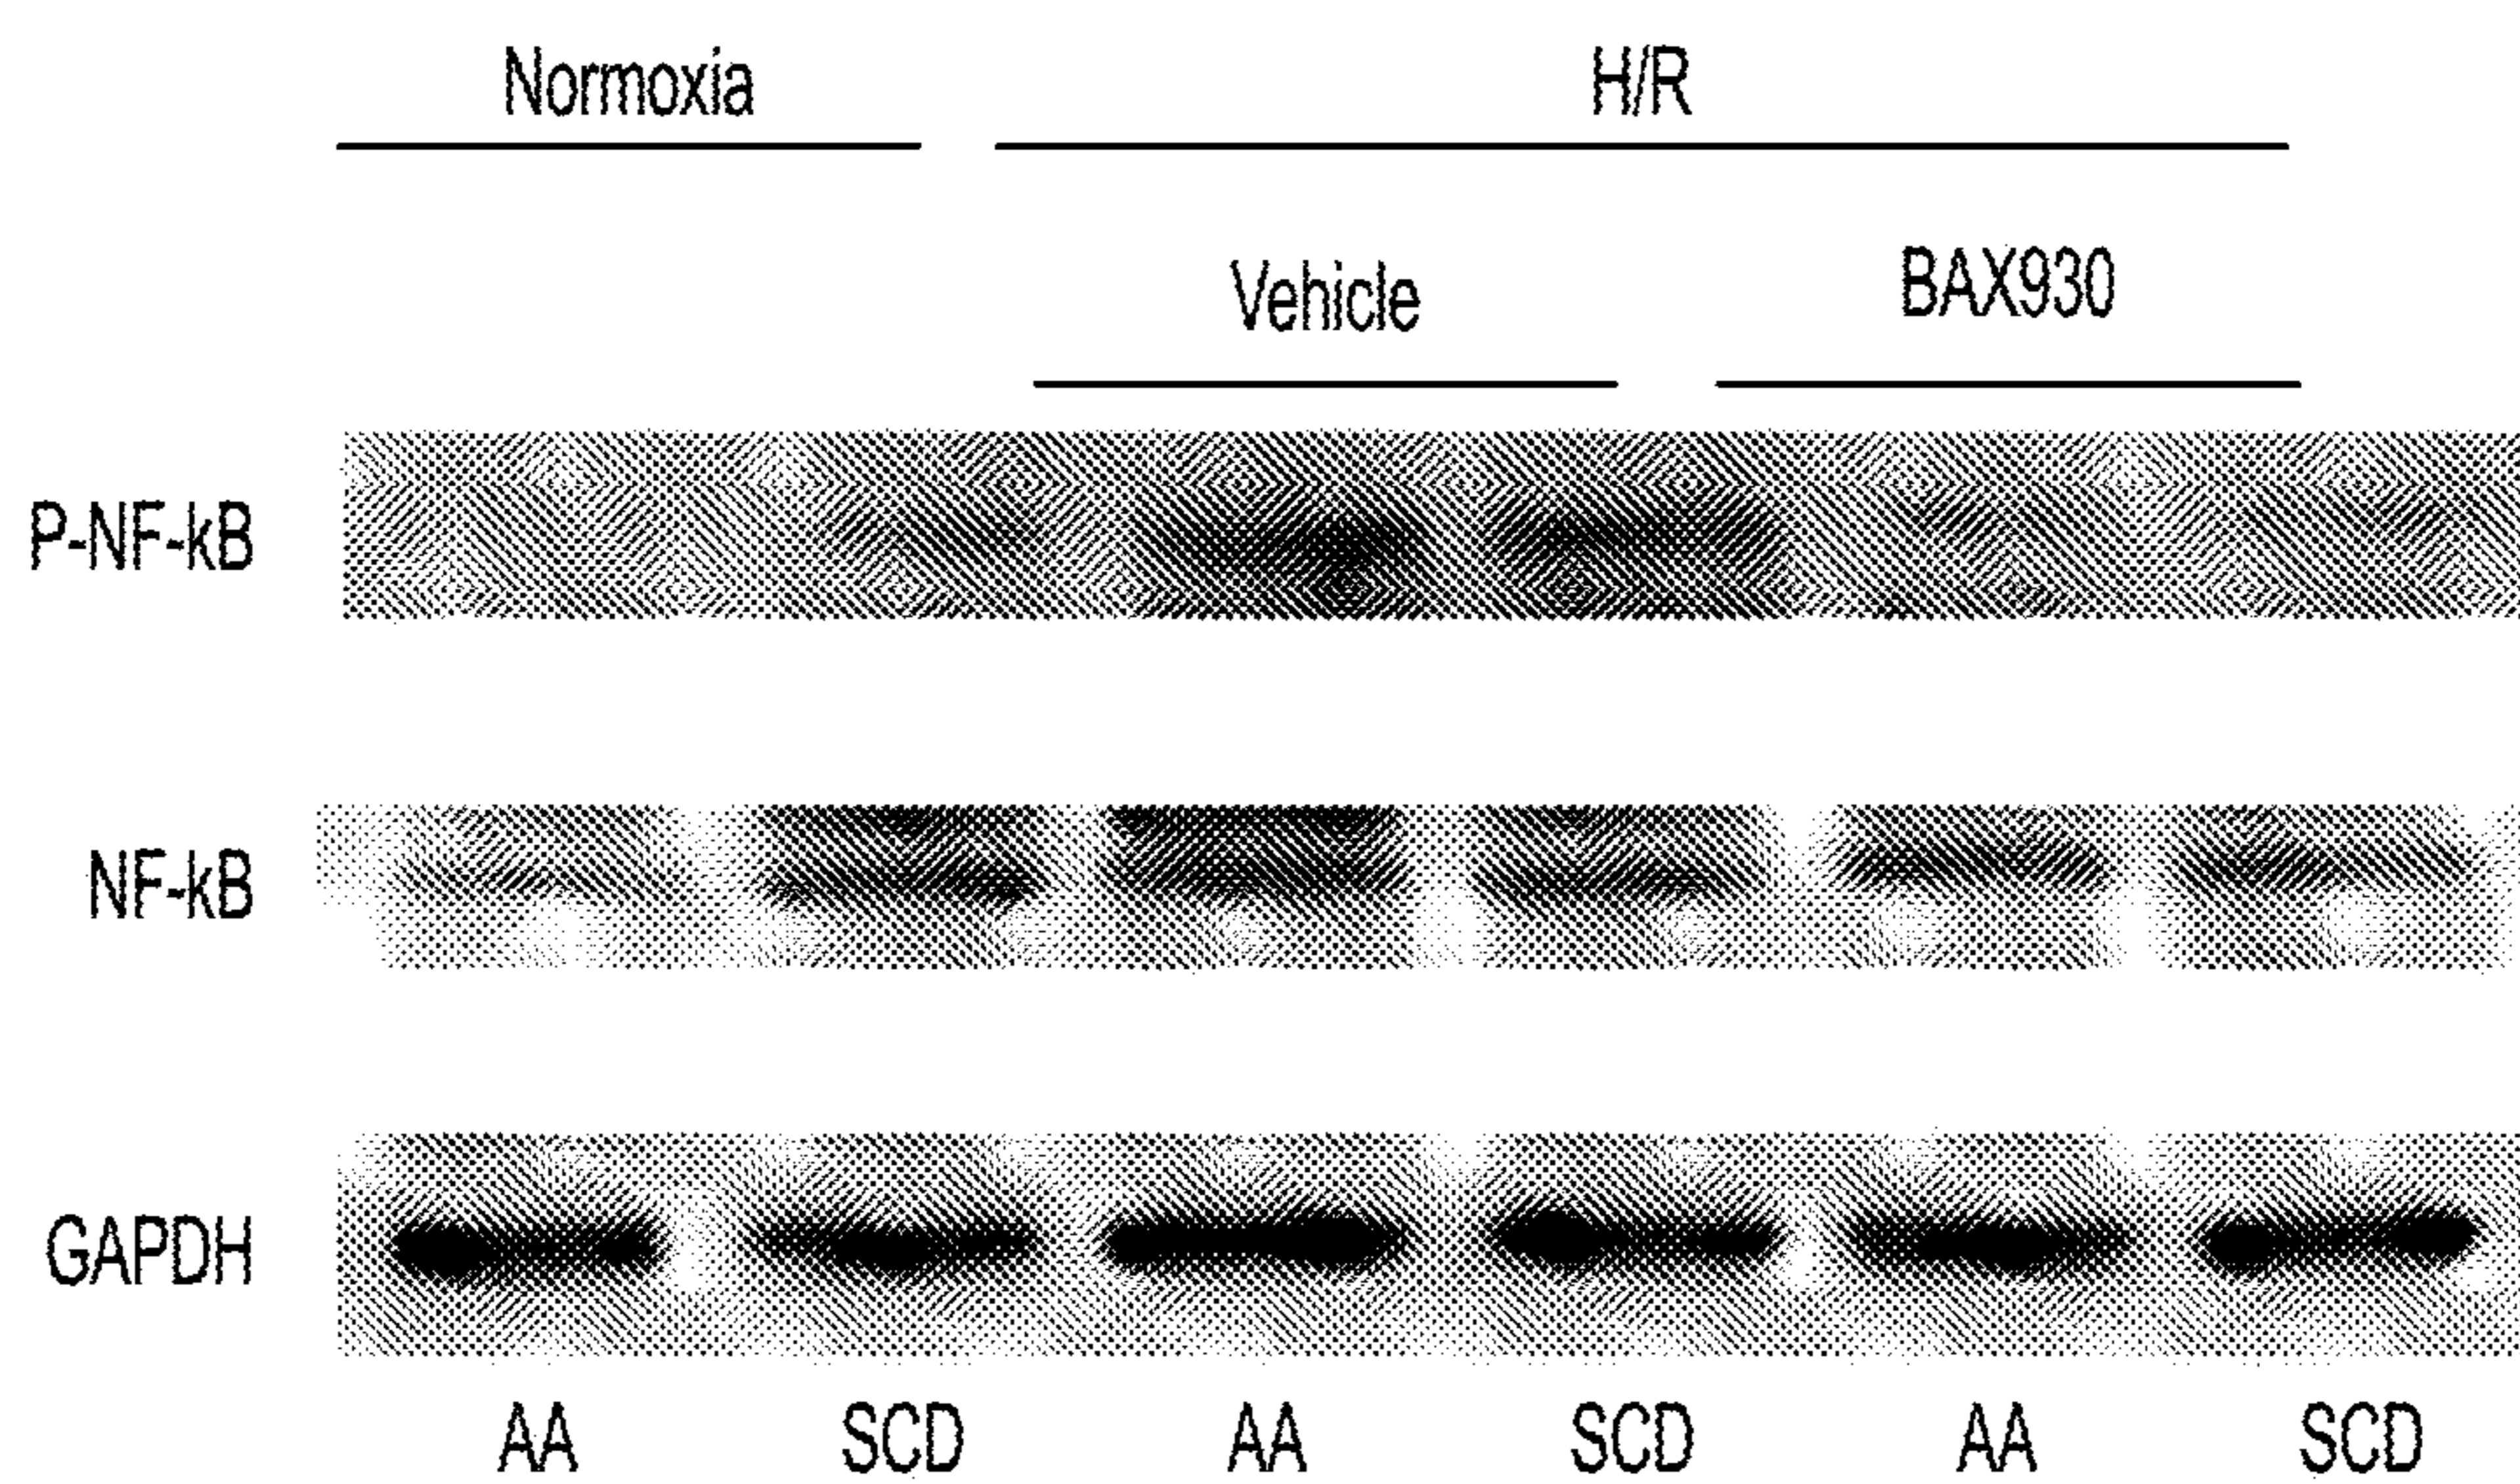 Normoxia H/R
Vehicle BAX930
P-NF-kB
NF-kB
GAPDH
AA SCD AA SCD AA SCD